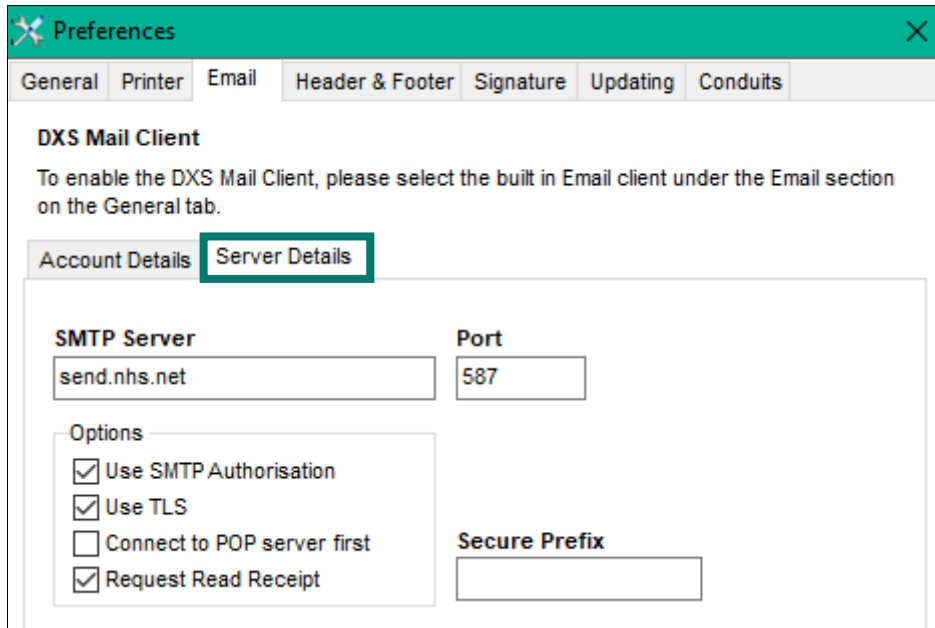 Preferences
General Printer Email Header & Footer Signature Updating Conduits
DXS Mail Client
To enable the DXS Mail Client, please select the built in Email client under the Email section
on the General tab.
Account Details Server Details
SMTP Server Port
send.nhs.net 587
Options
Use SMTP Authorisation
Use TLS
Connect to POP server first Secure Prefix
Request Read Receipt